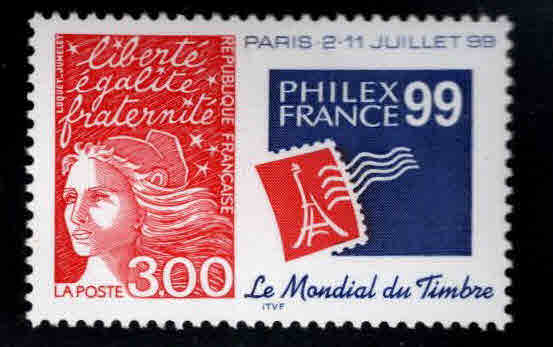 liberté
égalité
fraternité
LUQUET-JUMELET
RÉPUBLIQUE FRANÇAISE
LA POSTE 3,00
PARIS·2-11 JUILLET 99
PHILEX
FRANCE 99
Le Mondial du Timbre
ITVF